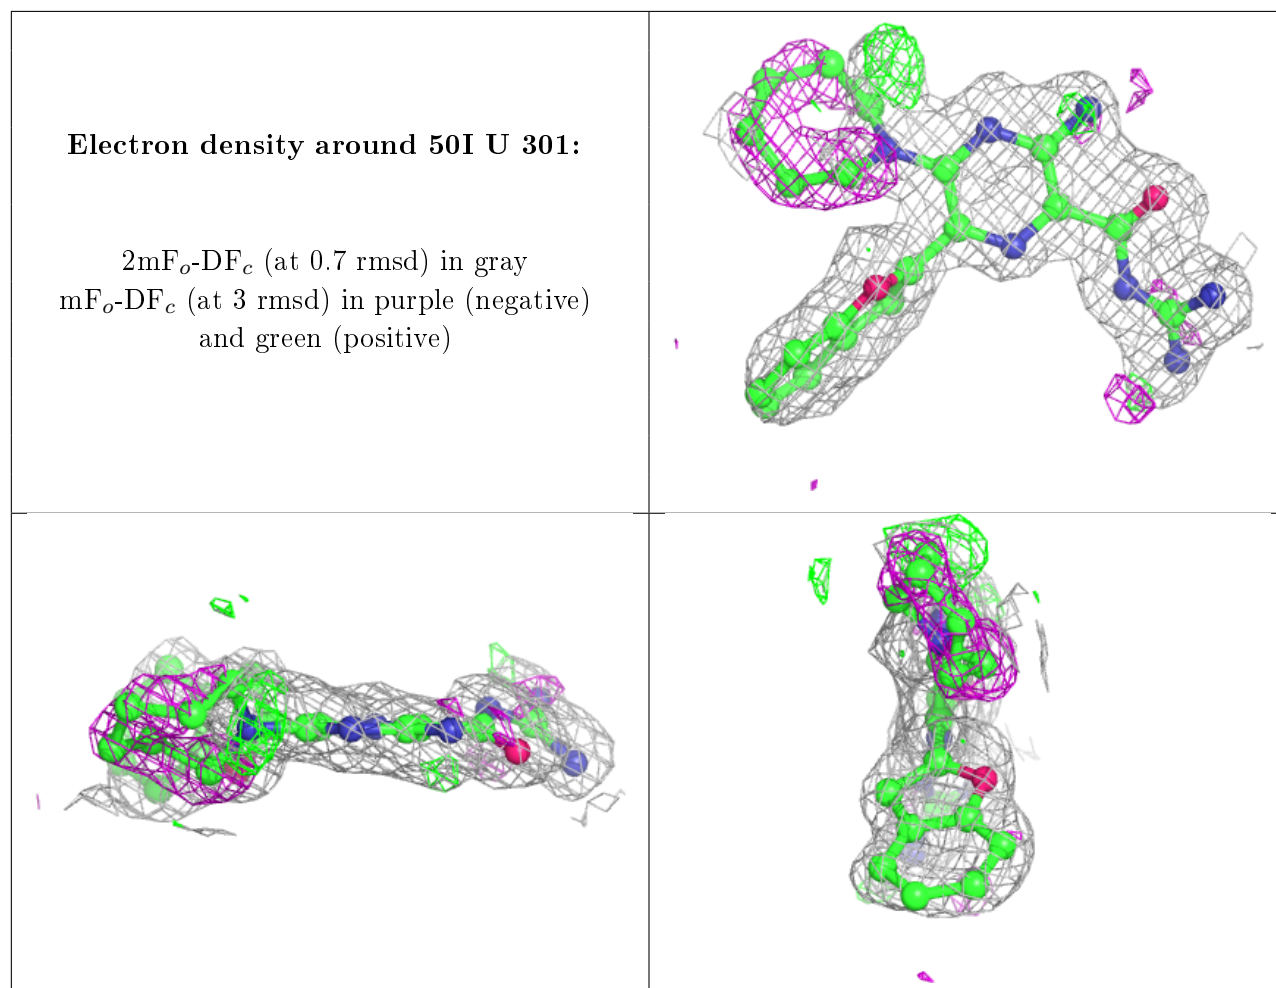 Electron density around 50I U 301:
2mFo-DFc (at 0.7 rmsd) in gray
mFo-DFc (at 3 rmsd) in purple (negative)
and green (positive)